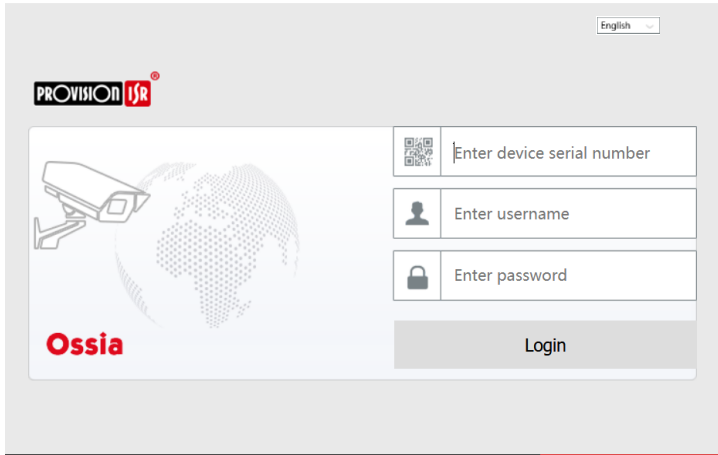 English
PROVISION ISR®
Enter device serial number
Enter username
Enter password
Ossia
Login